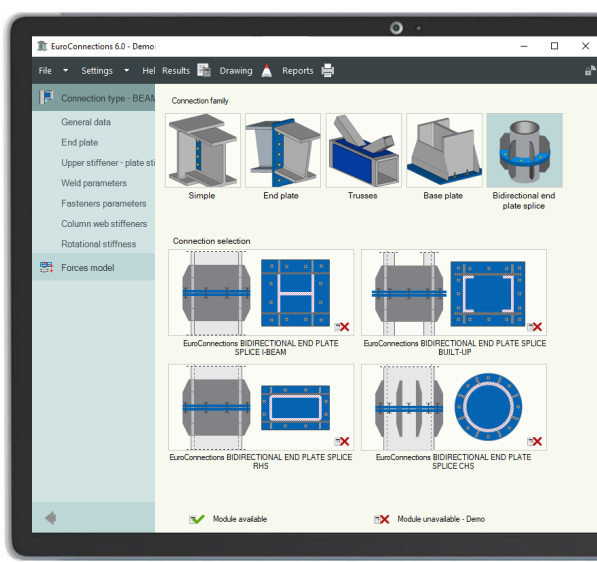 EuroConnections 6.0 - Demo
File Settings Hel Results Drawing Reports
Connection type - BEAM
General data
End plate
Upper stiffener - plate sti
Weld parameters
Fasteners parameters
Column web stiffeners
Rotational stiffness
Forces model
Connection family
Simple
End plate
Trusses
Base plate
Bidirectional end
plate splice
Connection selection
EuroConnections BIDIRECTIONAL END PLATE
SPLICE I-BEAM
EuroConnections BIDIRECTIONAL END PLATE SPLICE
BUILT-UP
EuroConnections BIDIRECTIONAL END PLATE SPLICE
RHS
EuroConnections BIDIRECTIONAL END PLATE
SPLICE CHS
Module available
Module unavailable - Demo